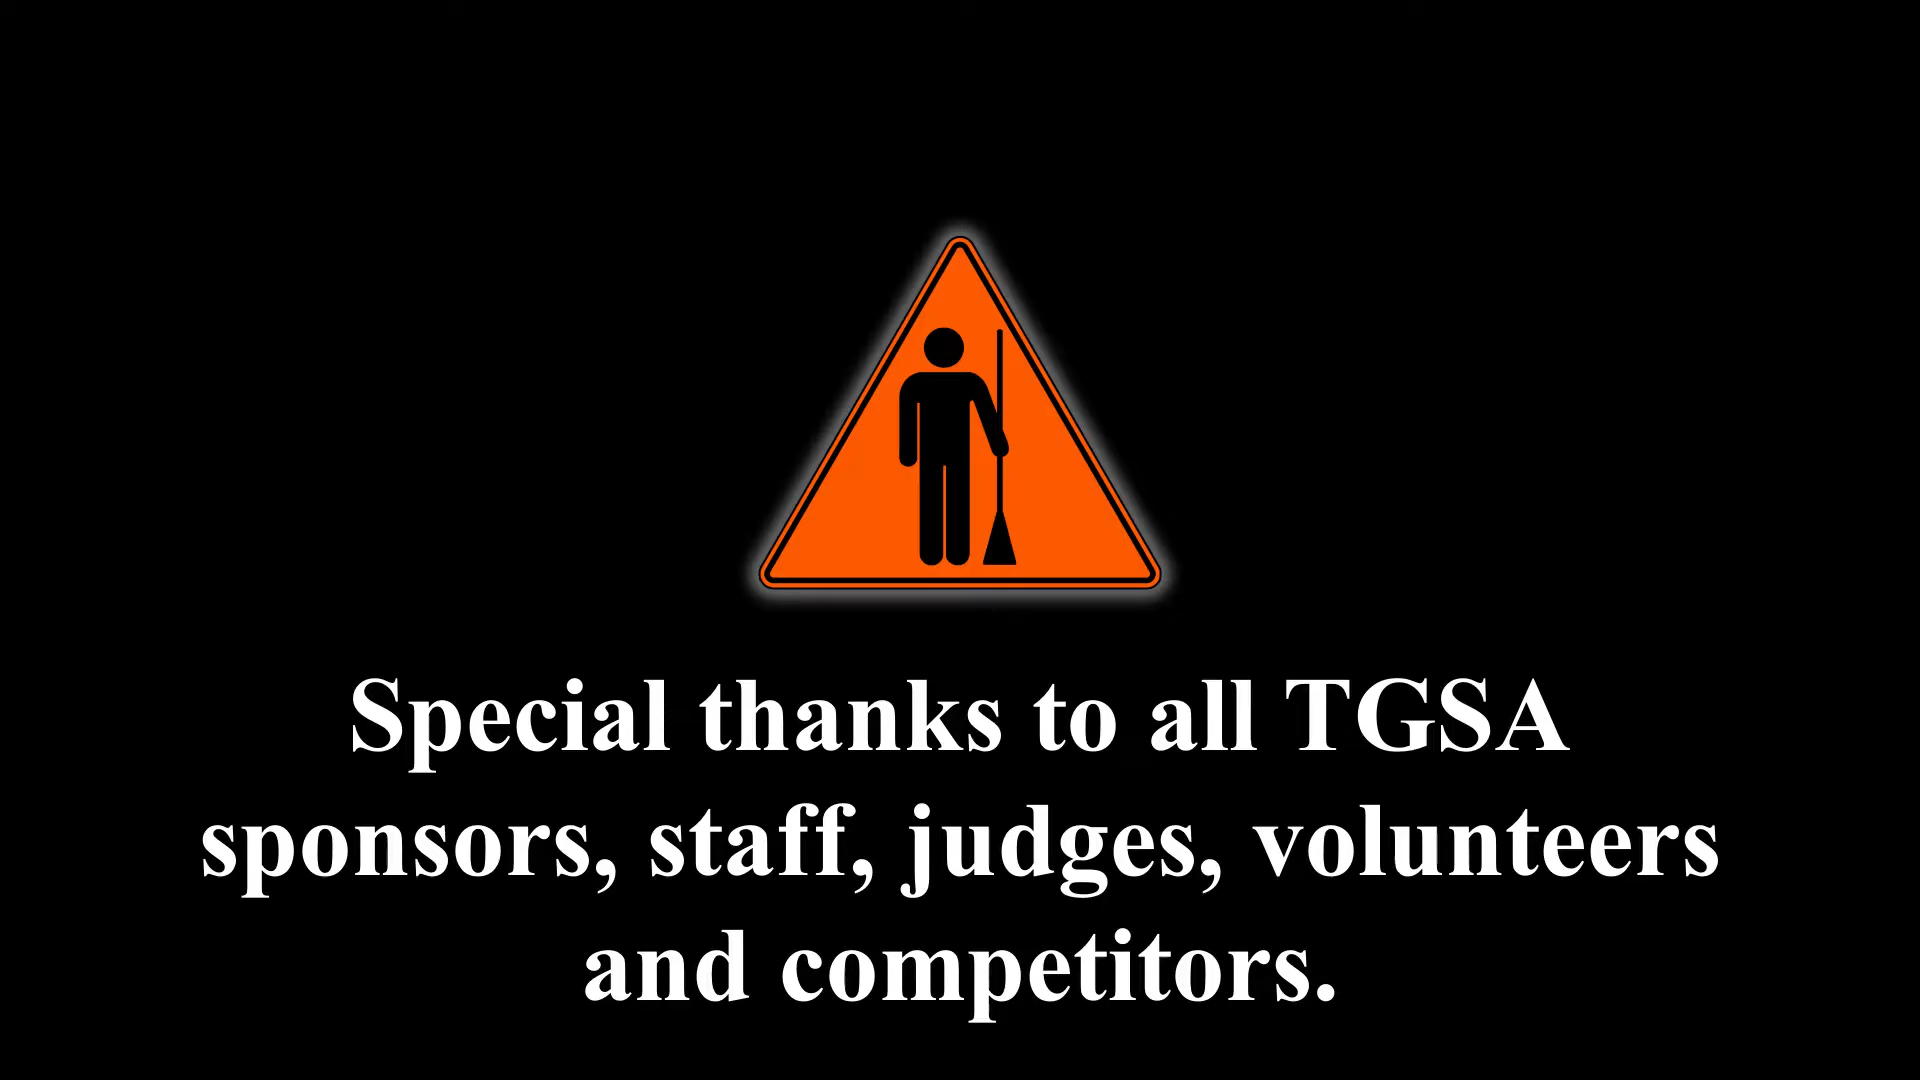 Special thanks to all TGSA
sponsors, staff, judges, volunteers
and competitors.